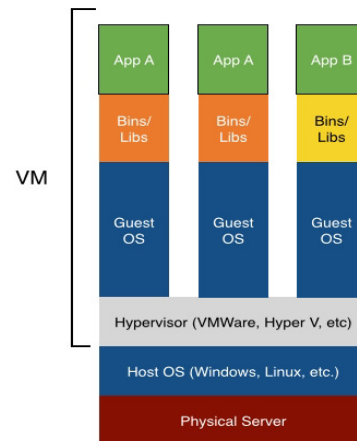 App A
App A
App B
Bins/
Libs
Bins/
Libs
Bins/
Libs
VM
Guest
OS
Guest
OS
Guest
OS
Hypervisor (VMWare, Hyper V, etc)
Host OS (Windows, Linux, etc.)
Physical Server